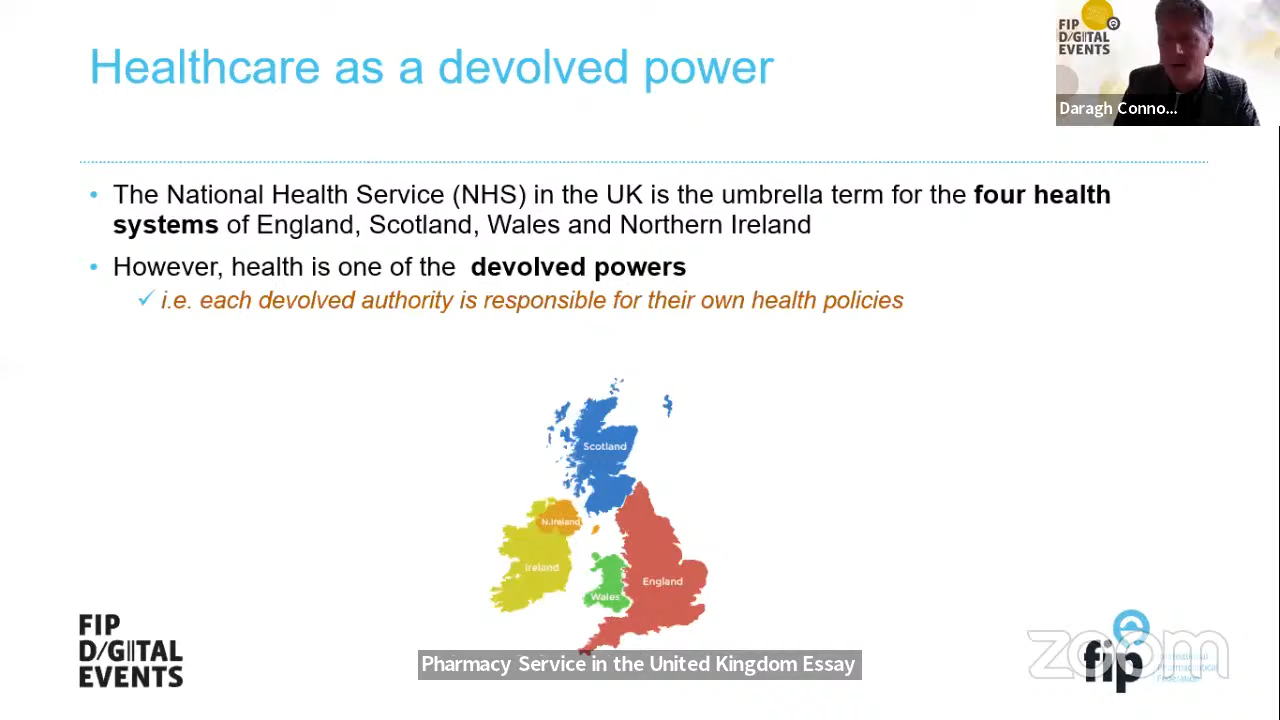 Healthcare as a devolved power
FIP
D/GITAL
EVENTS
Daragh Conno...
• The National Health Service (NHS) in the UK is the umbrella term for the four health
systems of England, Scotland, Wales and Northern Ireland
• However, health is one of the devolved powers
✓ i.e. each devolved authority is responsible for their own health policies
Scotland
N.Ireland
Ireland
England
Wales
FIP
D/GITAL
EVENTS
Pharmacy Service in the United Kingdom Essay
zoom
fip
International
Pharmaceutical
Federation